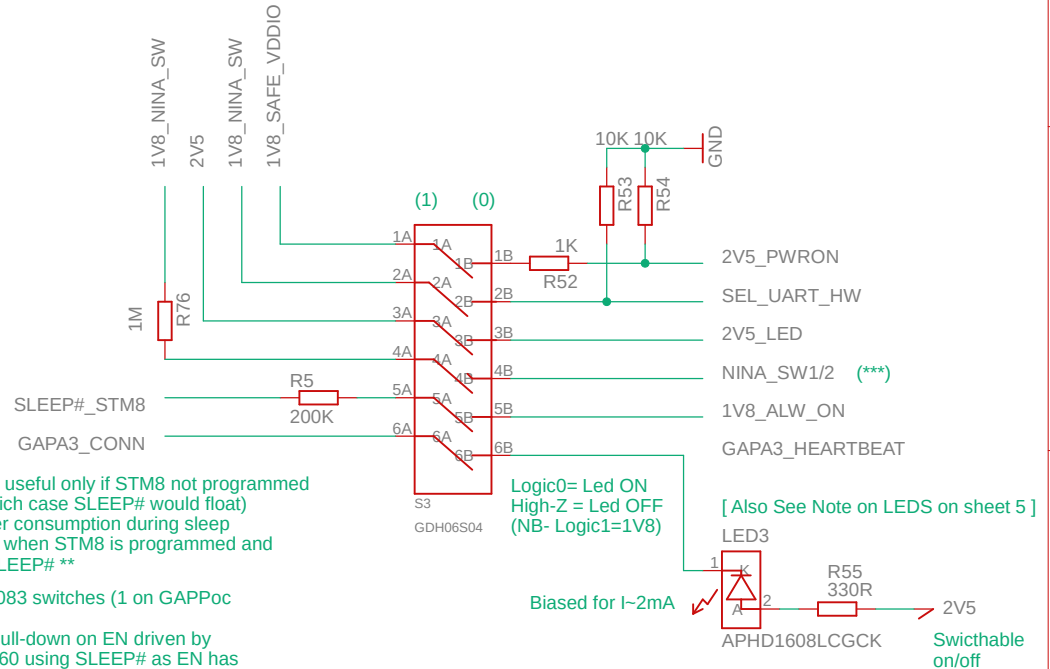 1V8_NINA_SW
2V5
1V8_NINA_SW
1V8_SAFE_VDDIO
10K 10K
GND
R53
R54
(1) (0)
1A 1A
1B 1B
1K
R52
2V5_PWRON
2A 2A
2B 2B
SEL_UART_HW
1M
R76
3A 3A
3B 3B
2V5_LED
4A 4A
4B 4B
NINA_SW1/2 (***)
SLEEP#_STM8
R5
200K
5A 5A
5B 5B
1V8_ALW_ON
GAPA3_CONN
6A 6A
6B 6B
GAPA3_HEARTBEAT
S3
GDH06S04
useful only if STM8 not programmed
ich case SLEEP# would float)
er consumption during sleep
when STM8 is programmed and
LEEP# **
083 switches (1 on GAPPoc
ull-down on EN driven by
60 using SLEEP# as EN has
Logic0= Led ON
High-Z = Led OFF
(NB- Logic1=1V8)
[ Also See Note on LEDS on sheet 5 ]
LED3
1
K
A
2
APHD1608LCGCK
Biased for I~2mA
R55
330R
2V5
Swicthable
on/off